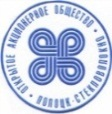 ОТКРЫТОЕ АКЦИОНЕРНОЕ ОБЩЕСТВО
ПОЛОЦК-СТЕКЛОВОЛОКНО